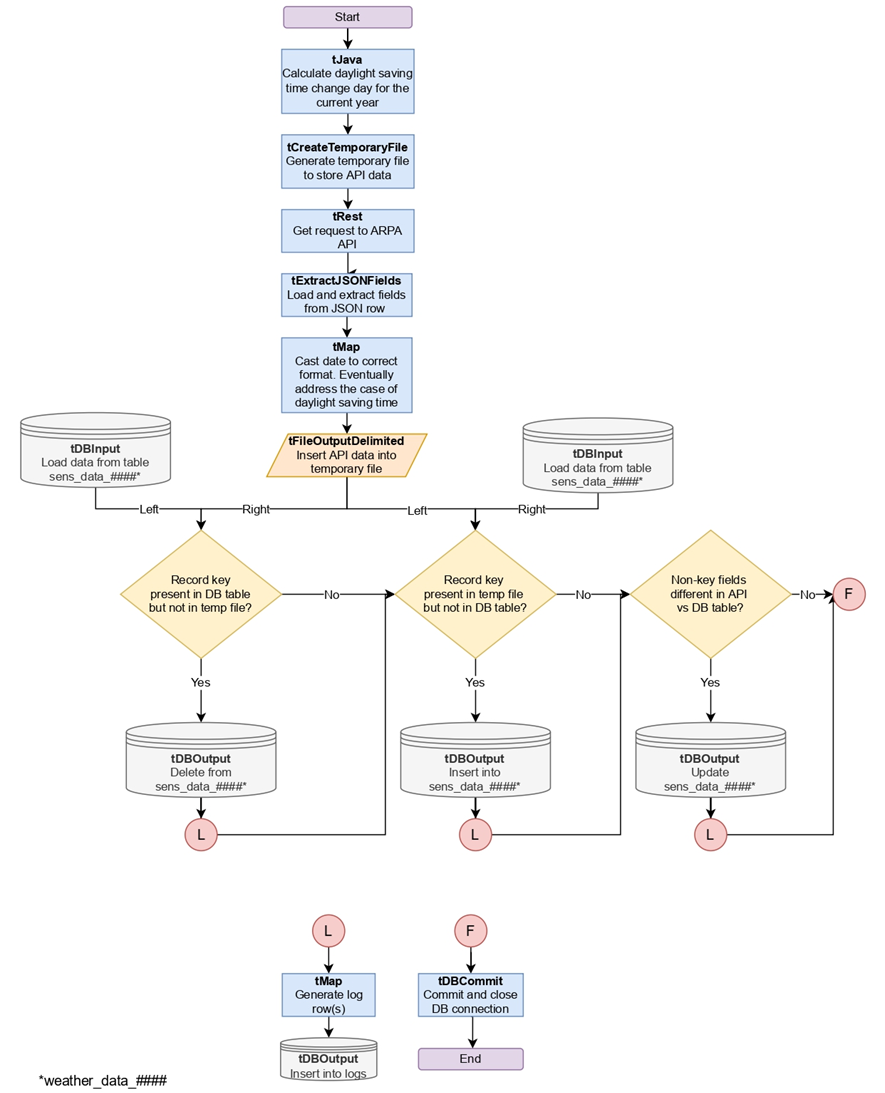 Start
tJava
Calculate daylight saving
time change day for the
current year
tCreateTemporaryFile
Generate temporary file
to store API data
tRest
Get request to ARPA
API
tExtractJSONFields
Load and extract fields
from JSON row
tMap
Cast date to correct
format. Eventually
address the case of
daylight saving time
tDBInput
Load data from table
sens_data_####*
tFileOutputDelimited
Insert API data into
temporary file
tDBInput
Load data from table
sens_data_####*
Left
Right
Left
Right
Record key
present in DB table
but not in temp file?
No
Record key
present in temp file
but not in DB table?
No
Non-key fields
different in API
vs DB table?
No
F
Yes
Yes
Yes
tDBOutput
Delete from
sens_data_####*
tDBOutput
Insert into
sens_data_####*
tDBOutput
Update
sens_data_####*
L
L
L
L
F
tMap
Generate log
row(s)
tDBCommit
Commit and close
DB connection
tDBOutput
Insert into logs
End
*weather_data_####